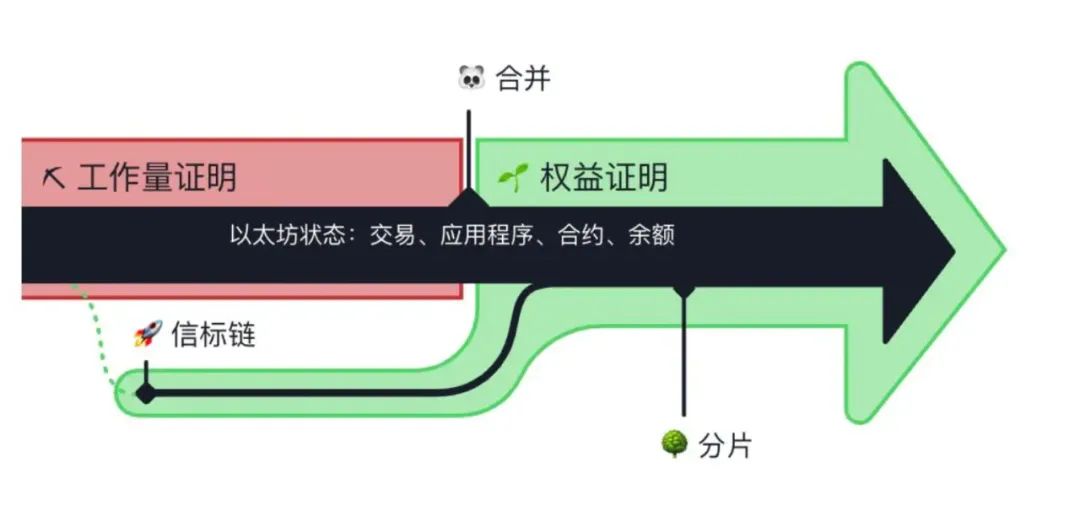 🐼 合并
⛏ 工作量证明
🌱 权益证明
以太坊状态：交易、应用程序、合约、余额
🚀 信标链
🌳 分片